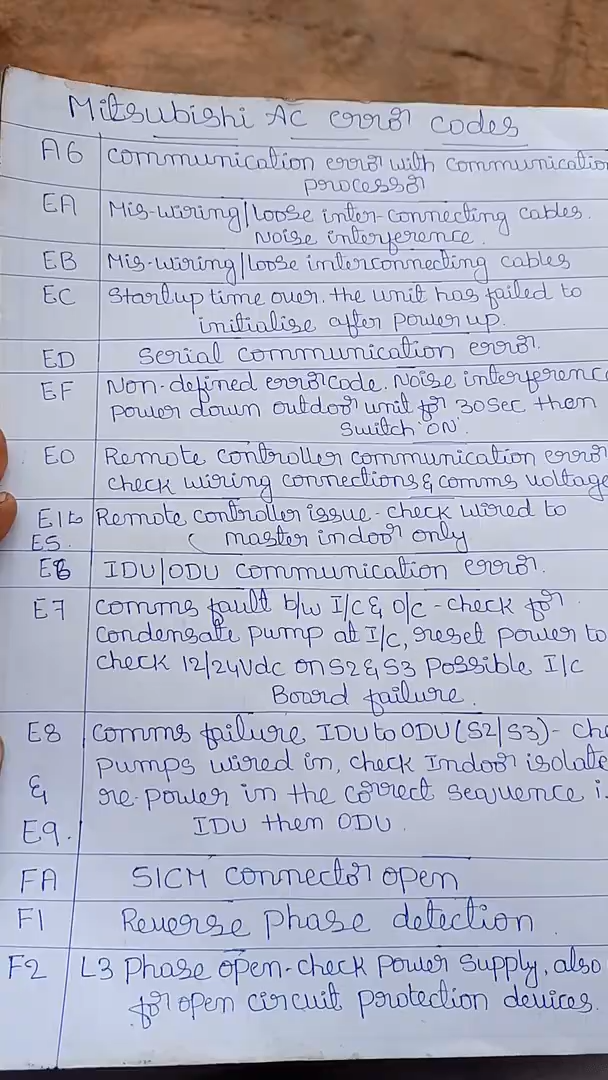 Mitsubishi AC error codes
A6 communication error with communication
processor
EA Mis-wiring/loose inter-connecting cables.
Noise interference.
EB Mis-wiring/loose interconnecting cables
EC Startup time over. the unit has failed to
initialise after power up.
ED Serial communication error.
EF Non-defined error code. Noise interferenc
power down outdoor unit for 30sec then
switch 'ON'.
E0 Remote controller communication error
check wiring connections & comms voltage
E1 to Remote controller issue-check wired to
E5. master indoor only
E6 IDU/ODU communication error.
E7 comms fault b/w I/C & O/C - check for
condensate pump at I/C, reset power to
check 12/24Vdc on S2 & S3 possible I/C
Board failure.
E8 comms failure IDU to ODU (S2/S3)- che
pumps wired in, check Indoor isolate
& re-power in the correct sequence i.
E9. IDU then ODU.
FA 51CM connector open
F1 Reverse phase detection.
F2 L3 phase open-check power supply, also
for open circuit protection devices.